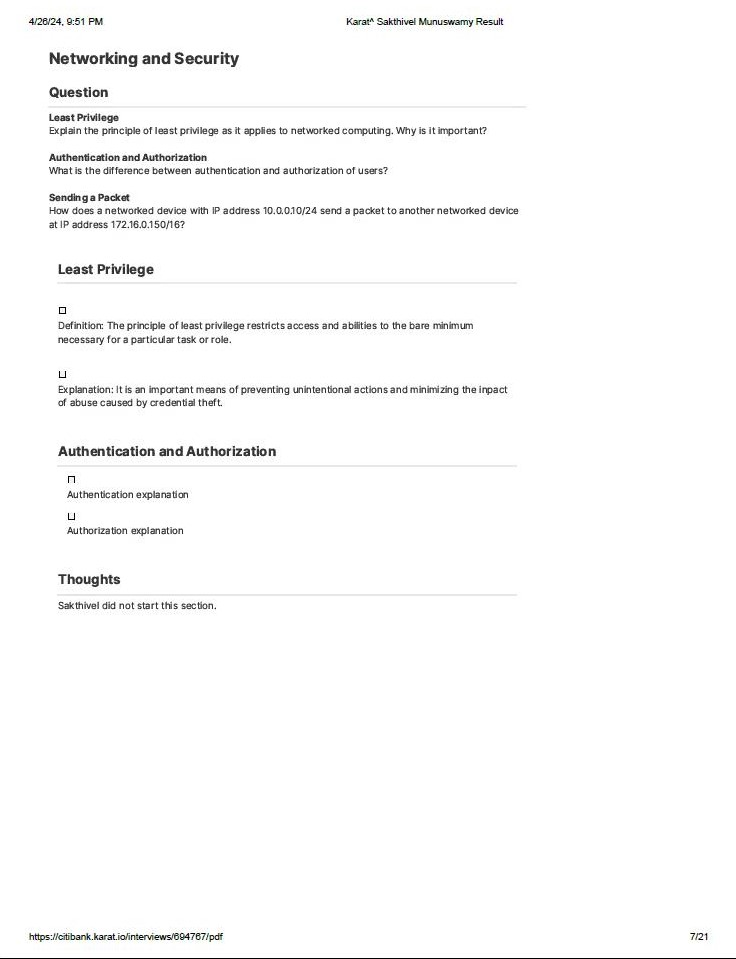 4/26/24, 9:51 PM
Karat^ Sakthivel Munuswamy Result
Networking and Security
Question
Least Privilege
Explain the principle of least privilege as it applies to networked computing. Why is it important?
Authentication and Authorization
What is the difference between authentication and authorization of users?
Sending a Packet
How does a networked device with IP address 10.0.0.10/24 send a packet to another networked device
at IP address 172.16.0.150/16?
Least Privilege
Definition: The principle of least privilege restricts access and abilities to the bare minimum
necessary for a particular task or role.
Explanation: It is an important means of preventing unintentional actions and minimizing the inpact
of abuse caused by credential theft.
Authentication and Authorization
Authentication explanation
Authorization explanation
Thoughts
Sakthivel did not start this section.
https://citibank.karat.io/interviews/694767/pdf
7/21